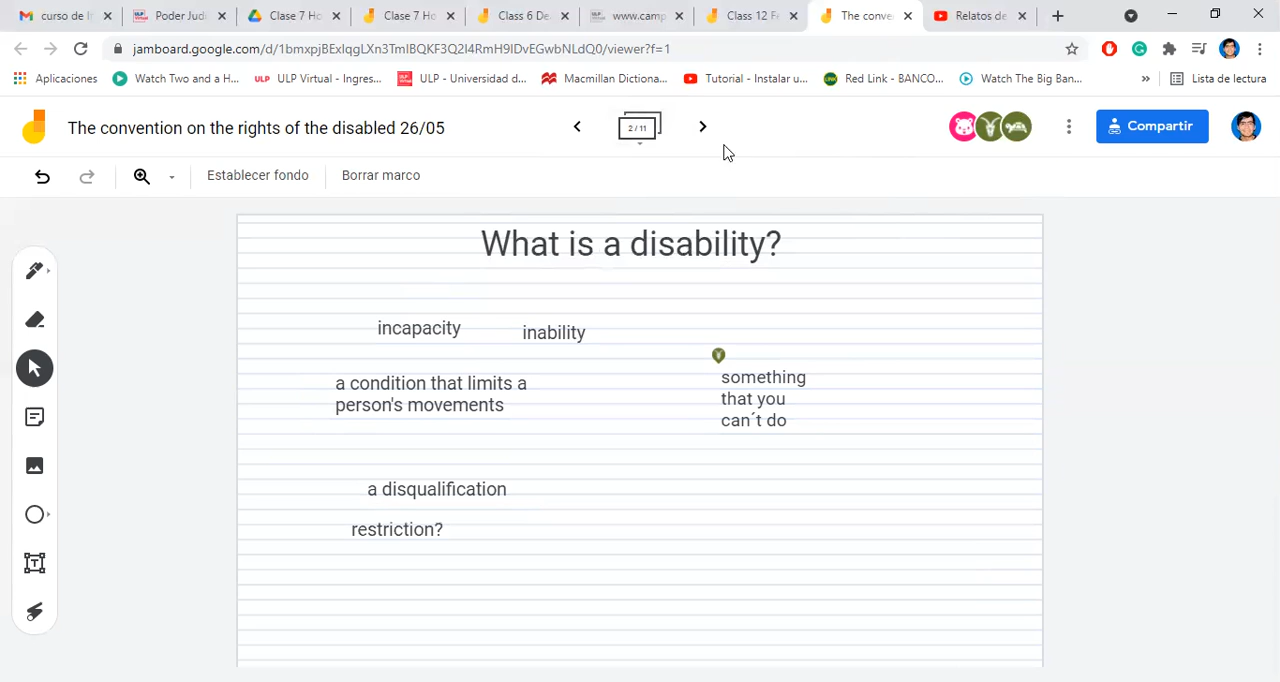 curso de I
Poder Judi
Clase 7 Ho
Clase 7 Ho
Class 6 De
www.camp
Class 12 Fe
The conve
Relatos de
jamboard.google.com/d/1bmxpjBExlqgLXn3TmlBQKF3Q2I4RmH9lDvEGwbNLdQ0/viewer?f=1
Aplicaciones
Watch Two and a H...
ULP Virtual - Ingres...
ULP - Universidad d...
Macmillan Dictiona...
Tutorial - Instalar u...
Red Link - BANCO...
Watch The Big Ban...
»
Lista de lectura
The convention on the rights of the disabled 26/05
2 / 11
Compartir
Establecer fondo
Borrar marco
What is a disability?
incapacity
inability
a condition that limits a
person's movements
something
that you
can´t do
a disqualification
restriction?